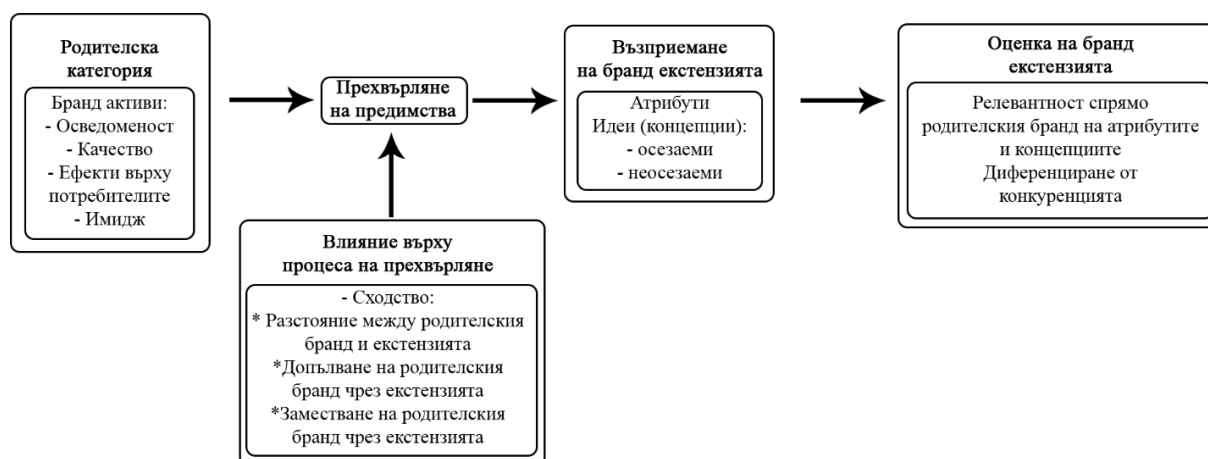 Родителска
категория
Бранд активи:
- Осведоменост
- Качество
- Ефекти върху
потребителите
- Имидж
Прехвърляне
на предимства
Влияние върху
процеса на прехвърляне
- Сходство:
* Разстояние между родителския
бранд и екстензията
*Допълване на родителския
бранд чрез екстензията
*Заместване на родителския
бранд чрез екстензията
Възприемане
на бранд екстензията
Атрибути
Идеи (концепции):
- осезаеми
- неосезаеми
Оценка на бранд
екстензията
Релевантност спрямо
родителския бранд на атрибутите
и концепциите
Диференциране от
конкуренцията